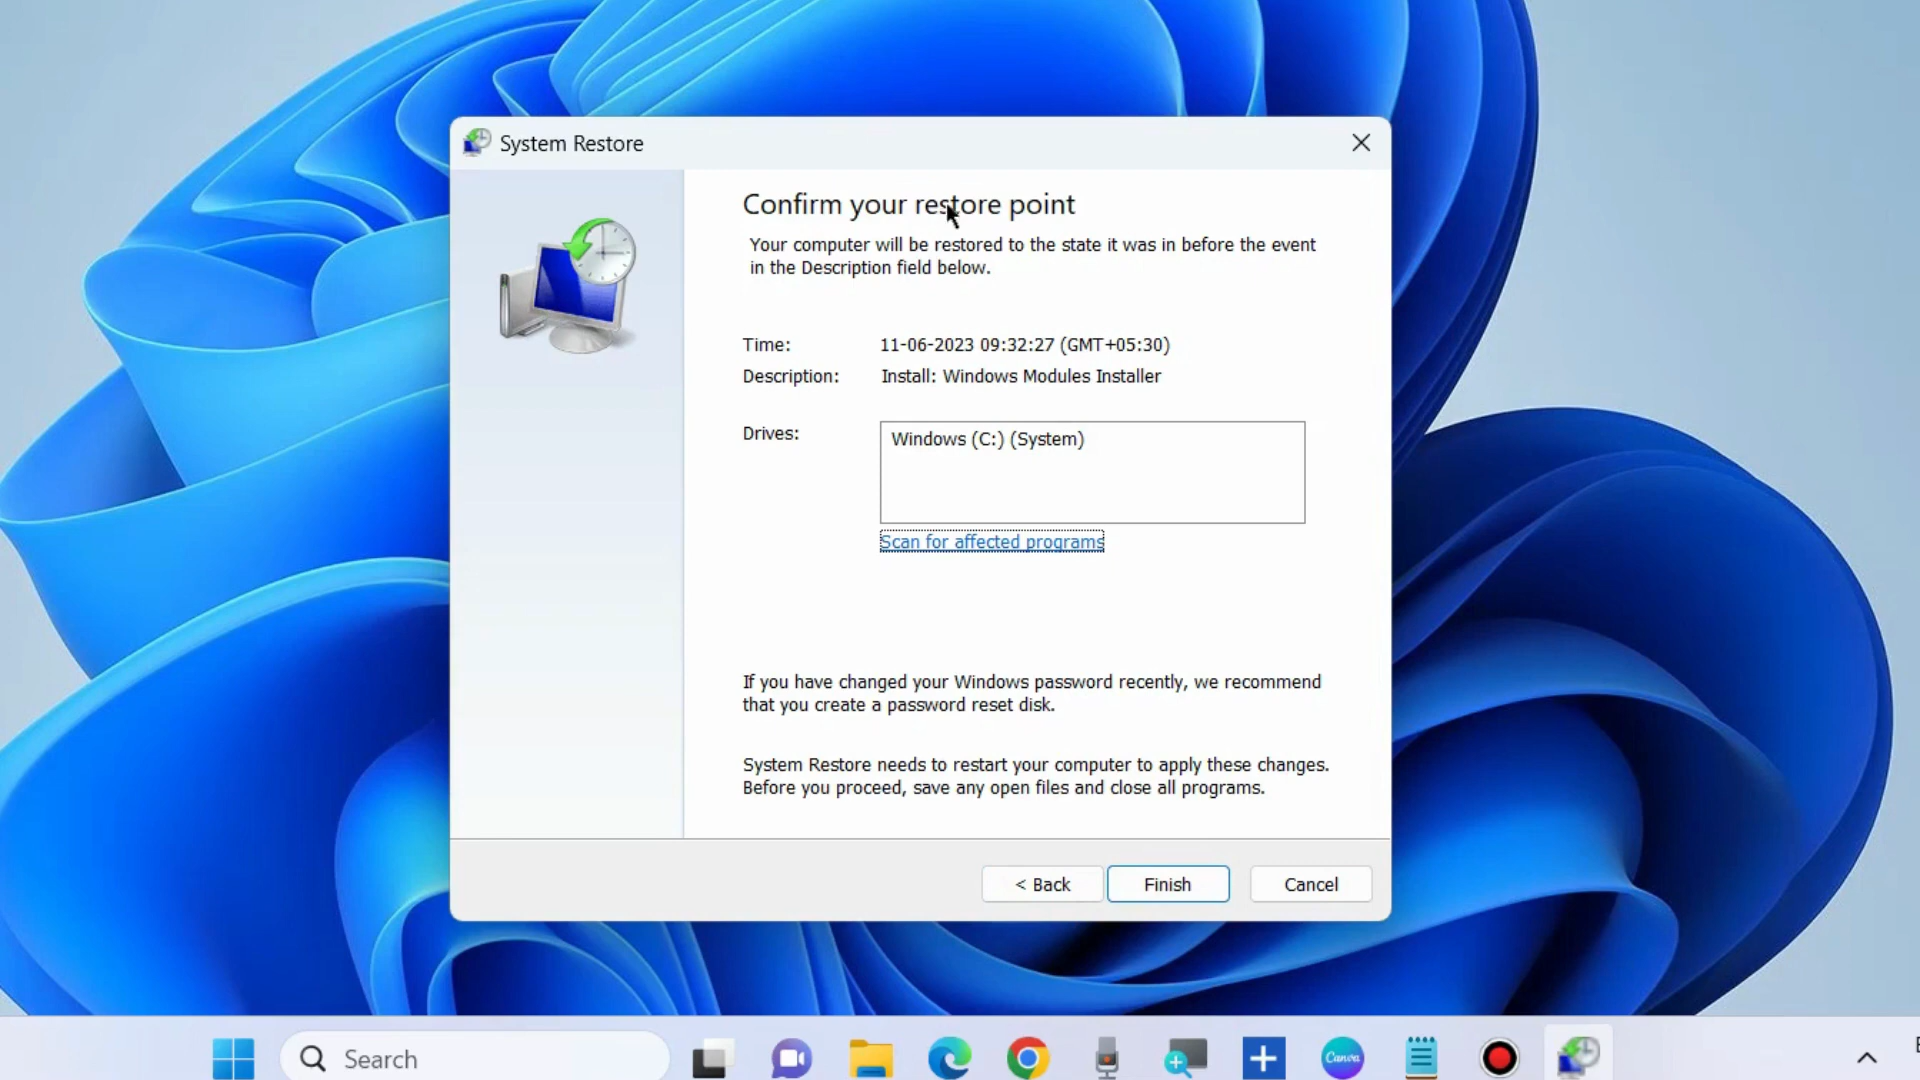 System Restore
Confirm your restore point
Your computer will be restored to the state it was in before the event
in the Description field below.
Time: 11-06-2023 09:32:27 (GMT+05:30)
Description: Install: Windows Modules Installer
Drives: Windows (C:) (System)
Scan for affected programs
If you have changed your Windows password recently, we recommend
that you create a password reset disk.
System Restore needs to restart your computer to apply these changes.
Before you proceed, save any open files and close all programs.
< Back Finish Cancel
Search
Canva